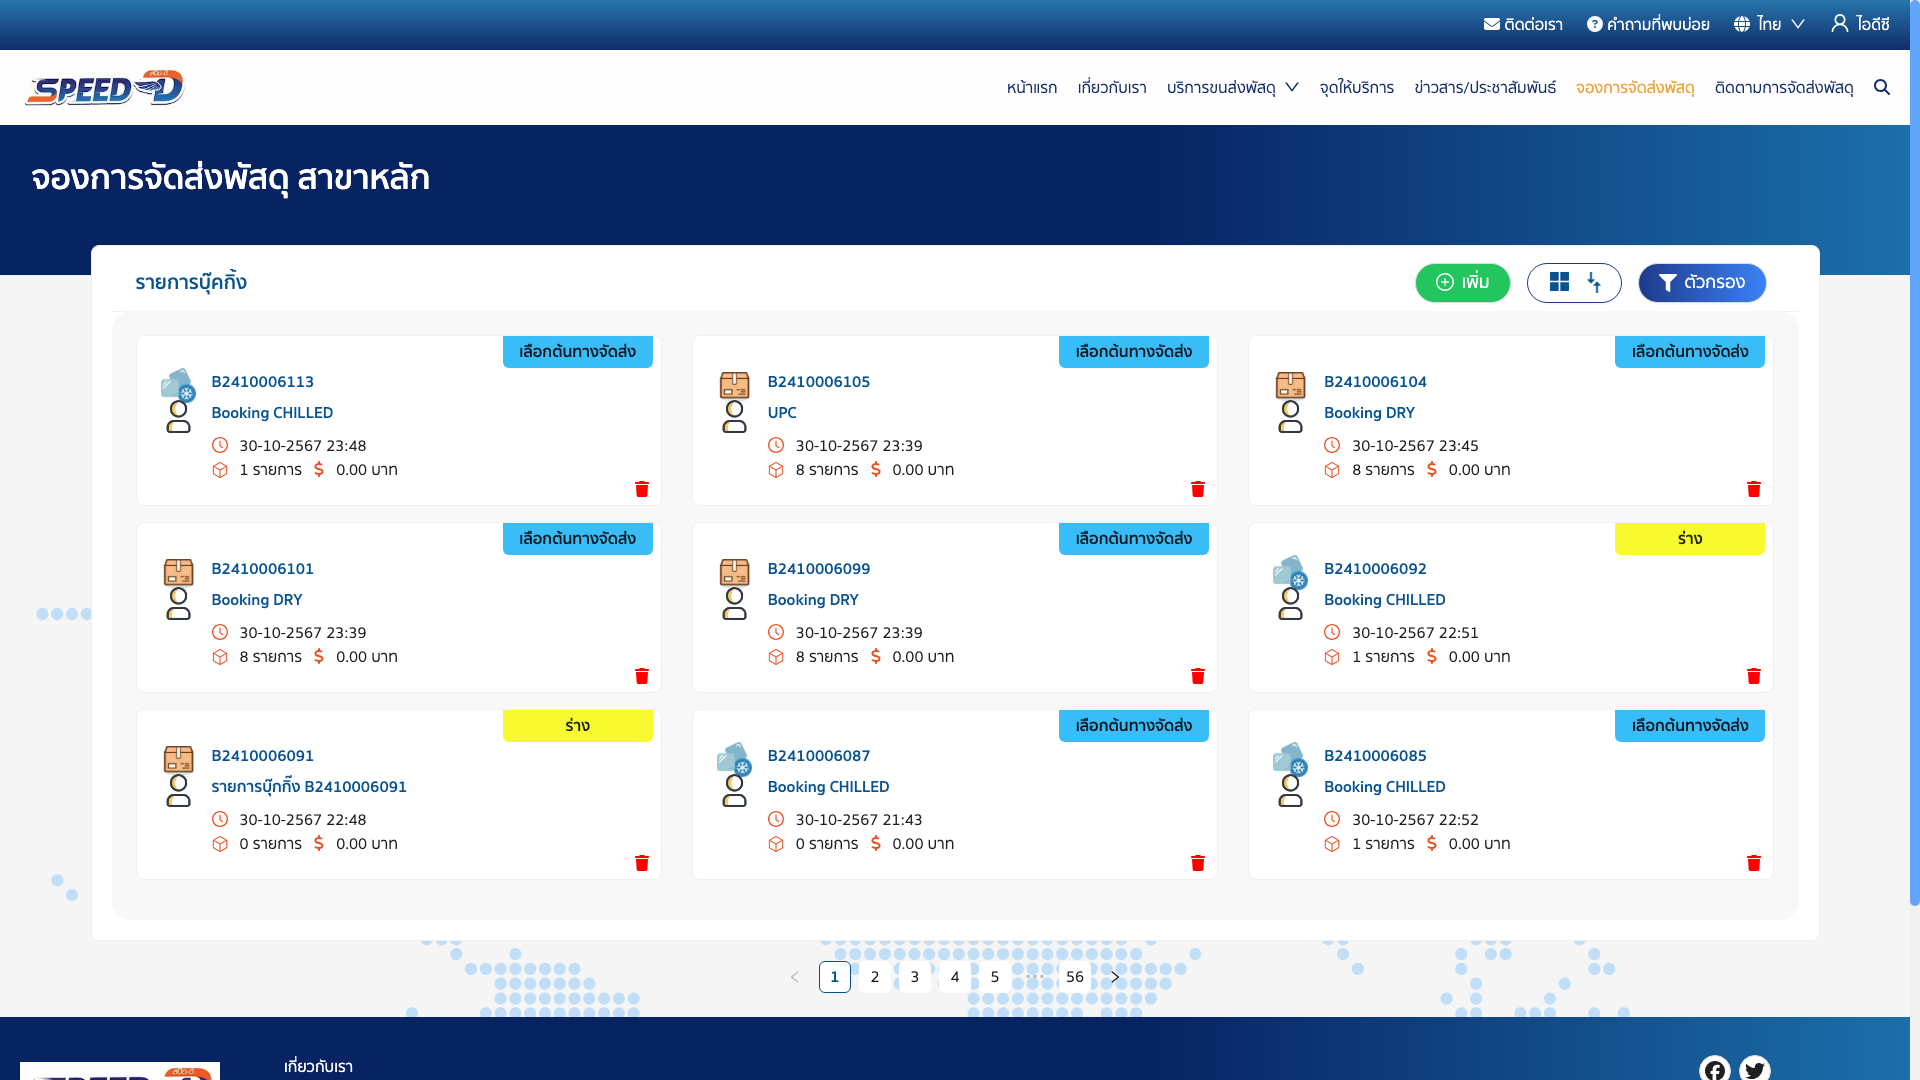 ติดต่อเรา คำถามที่พบบ่อย ไทย ไอดีซี
SPEED-D
หน้าแรก เกี่ยวกับเรา บริการขนส่งพัสดุ จุดให้บริการ ข่าวสาร/ประชาสัมพันธ์ จองการจัดส่งพัสดุ ติดตามการจัดส่งพัสดุ
จองการจัดส่งพัสดุ สาขาหลัก
รายการบุ๊คกิ้ง
เพิ่ม
ตัวกรอง
เลือกต้นทางจัดส่ง
B2410006113
Booking CHILLED
30-10-2567 23:48
1 รายการ $ 0.00 บาท
เลือกต้นทางจัดส่ง
B2410006105
UPC
30-10-2567 23:39
8 รายการ $ 0.00 บาท
เลือกต้นทางจัดส่ง
B2410006104
Booking DRY
30-10-2567 23:45
8 รายการ $ 0.00 บาท
เลือกต้นทางจัดส่ง
B2410006101
Booking DRY
30-10-2567 23:39
8 รายการ $ 0.00 บาท
เลือกต้นทางจัดส่ง
B2410006099
Booking DRY
30-10-2567 23:39
8 รายการ $ 0.00 บาท
ร่าง
B2410006092
Booking CHILLED
30-10-2567 22:51
1 รายการ $ 0.00 บาท
ร่าง
B2410006091
รายการบุ๊กกิ๊ง B2410006091
30-10-2567 22:48
0 รายการ $ 0.00 บาท
เลือกต้นทางจัดส่ง
B2410006087
Booking CHILLED
30-10-2567 21:43
0 รายการ $ 0.00 บาท
เลือกต้นทางจัดส่ง
B2410006085
Booking CHILLED
30-10-2567 22:52
1 รายการ $ 0.00 บาท
1 2 3 4 5 ••• 56
เกี่ยวกับเรา